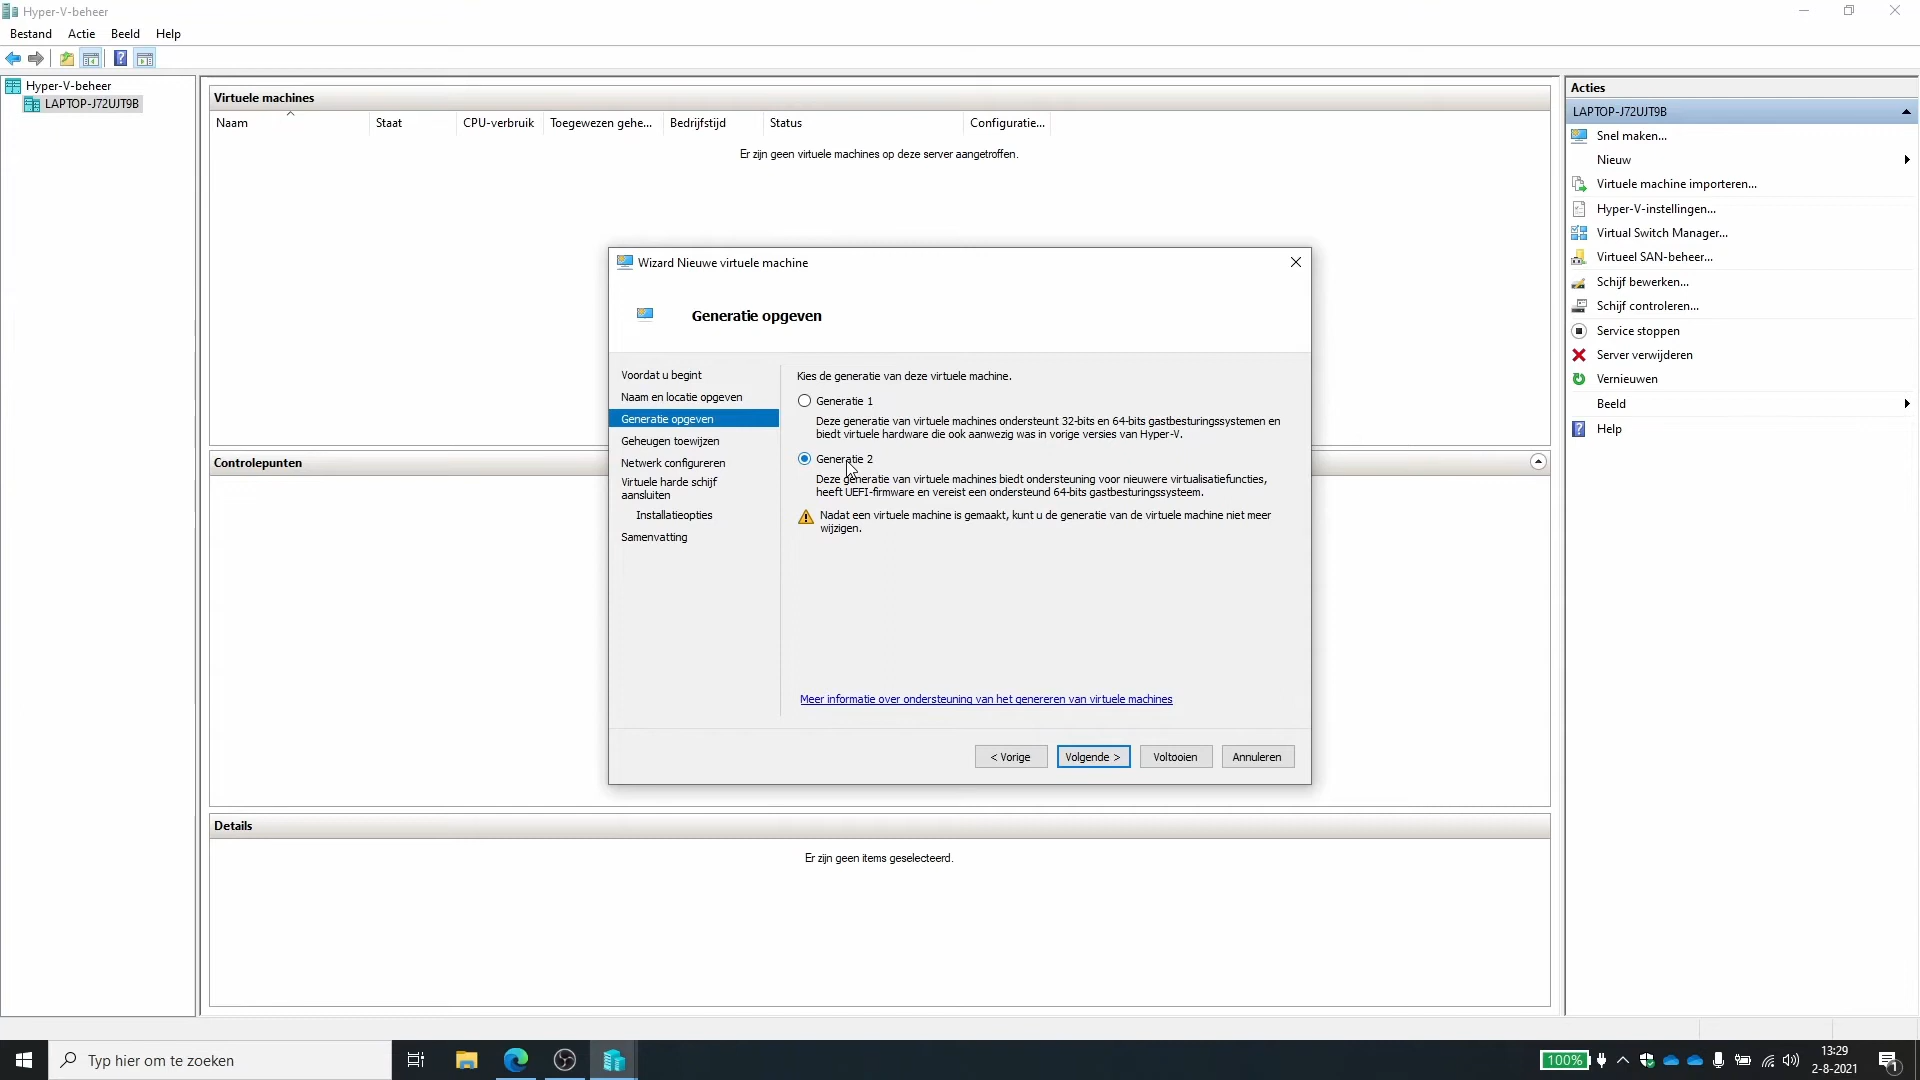 Hyper-V-beheer
Bestand Actie Beeld Help
Hyper-V-beheer
LAPTOP-J72UJT9B
Virtuele machines
Naam Staat CPU-verbruik Toegewezen gehe... Bedrijfstijd Status Configuratie...
Er zijn geen virtuele machines op deze server aangetroffen.
Wizard Nieuwe virtuele machine
Generatie opgeven
Voordat u begint
Naam en locatie opgeven
Generatie opgeven
Geheugen toewijzen
Netwerk configureren
Virtuele harde schijf
aansluiten
Installatieopties
Samenvatting
Kies de generatie van deze virtuele machine.
Generatie 1
Deze generatie van virtuele machines ondersteunt 32-bits en 64-bits gastbesturingssystemen en
biedt virtuele hardware die ook aanwezig was in vorige versies van Hyper-V.
Generatie 2
Deze generatie van virtuele machines biedt ondersteuning voor nieuwere virtualisatiefuncties,
heeft UEFI-firmware en vereist een ondersteund 64-bits gastbesturingssysteem.
Nadat een virtuele machine is gemaakt, kunt u de generatie van de virtuele machine niet meer
wijzigen.
Meer informatie over ondersteuning van het genereren van virtuele machines
< Vorige Volgende > Voltooien Annuleren
Controlepunten
Details
Er zijn geen items geselecteerd.
Acties
LAPTOP-J72UJT9B
Snel maken...
Nieuw
Virtuele machine importeren...
Hyper-V-instellingen...
Virtual Switch Manager...
Virtueel SAN-beheer...
Schijf bewerken...
Schijf controleren...
Service stoppen
Server verwijderen
Vernieuwen
Beeld
Help
Typ hier om te zoeken
100%
13:29
2-8-2021
1